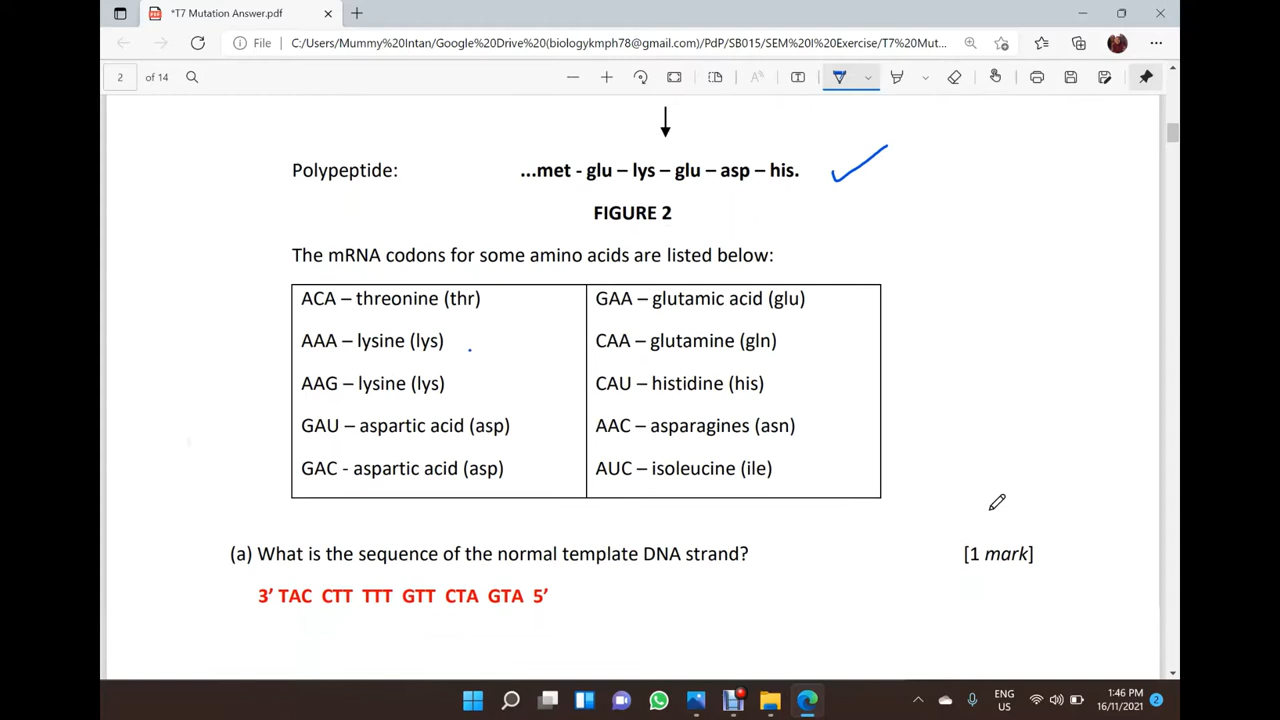 *T7 Mutation Answer.pdf
File C:/Users/Mummy%20Intan/Google%20Drive%20(biologykmph78@gmail.com)/PdP/SB015/SEM%20I%20Exercise/T7%20Mut...
2 of 14
Polypeptide: ...met - glu – lys – glu – asp – his.
FIGURE 2
The mRNA codons for some amino acids are listed below:
ACA – threonine (thr) GAA – glutamic acid (glu)
AAA – lysine (lys) CAA – glutamine (gln)
AAG – lysine (lys) CAU – histidine (his)
GAU – aspartic acid (asp) AAC – asparagines (asn)
GAC - aspartic acid (asp) AUC – isoleucine (ile)
(a) What is the sequence of the normal template DNA strand? [1 mark]
3’ TAC CTT TTT GTT CTA GTA 5’
ENG 1:46 PM
US 16/11/2021 2